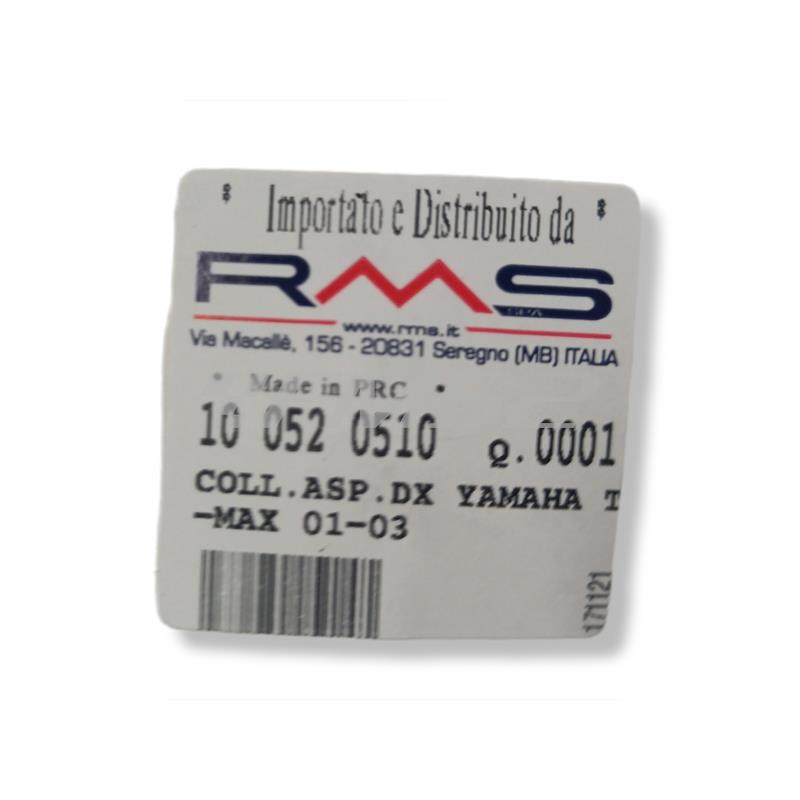 * Importato e Distribuito da *
RMS
SPA
www.rms.it
Via Macallè, 156 - 20831 Seregno (MB) ITALIA
* Made in PRC *
10 052 0510 Q.0001
COLL.ASP.DX YAMAHA T
-MAX 01-03
171121